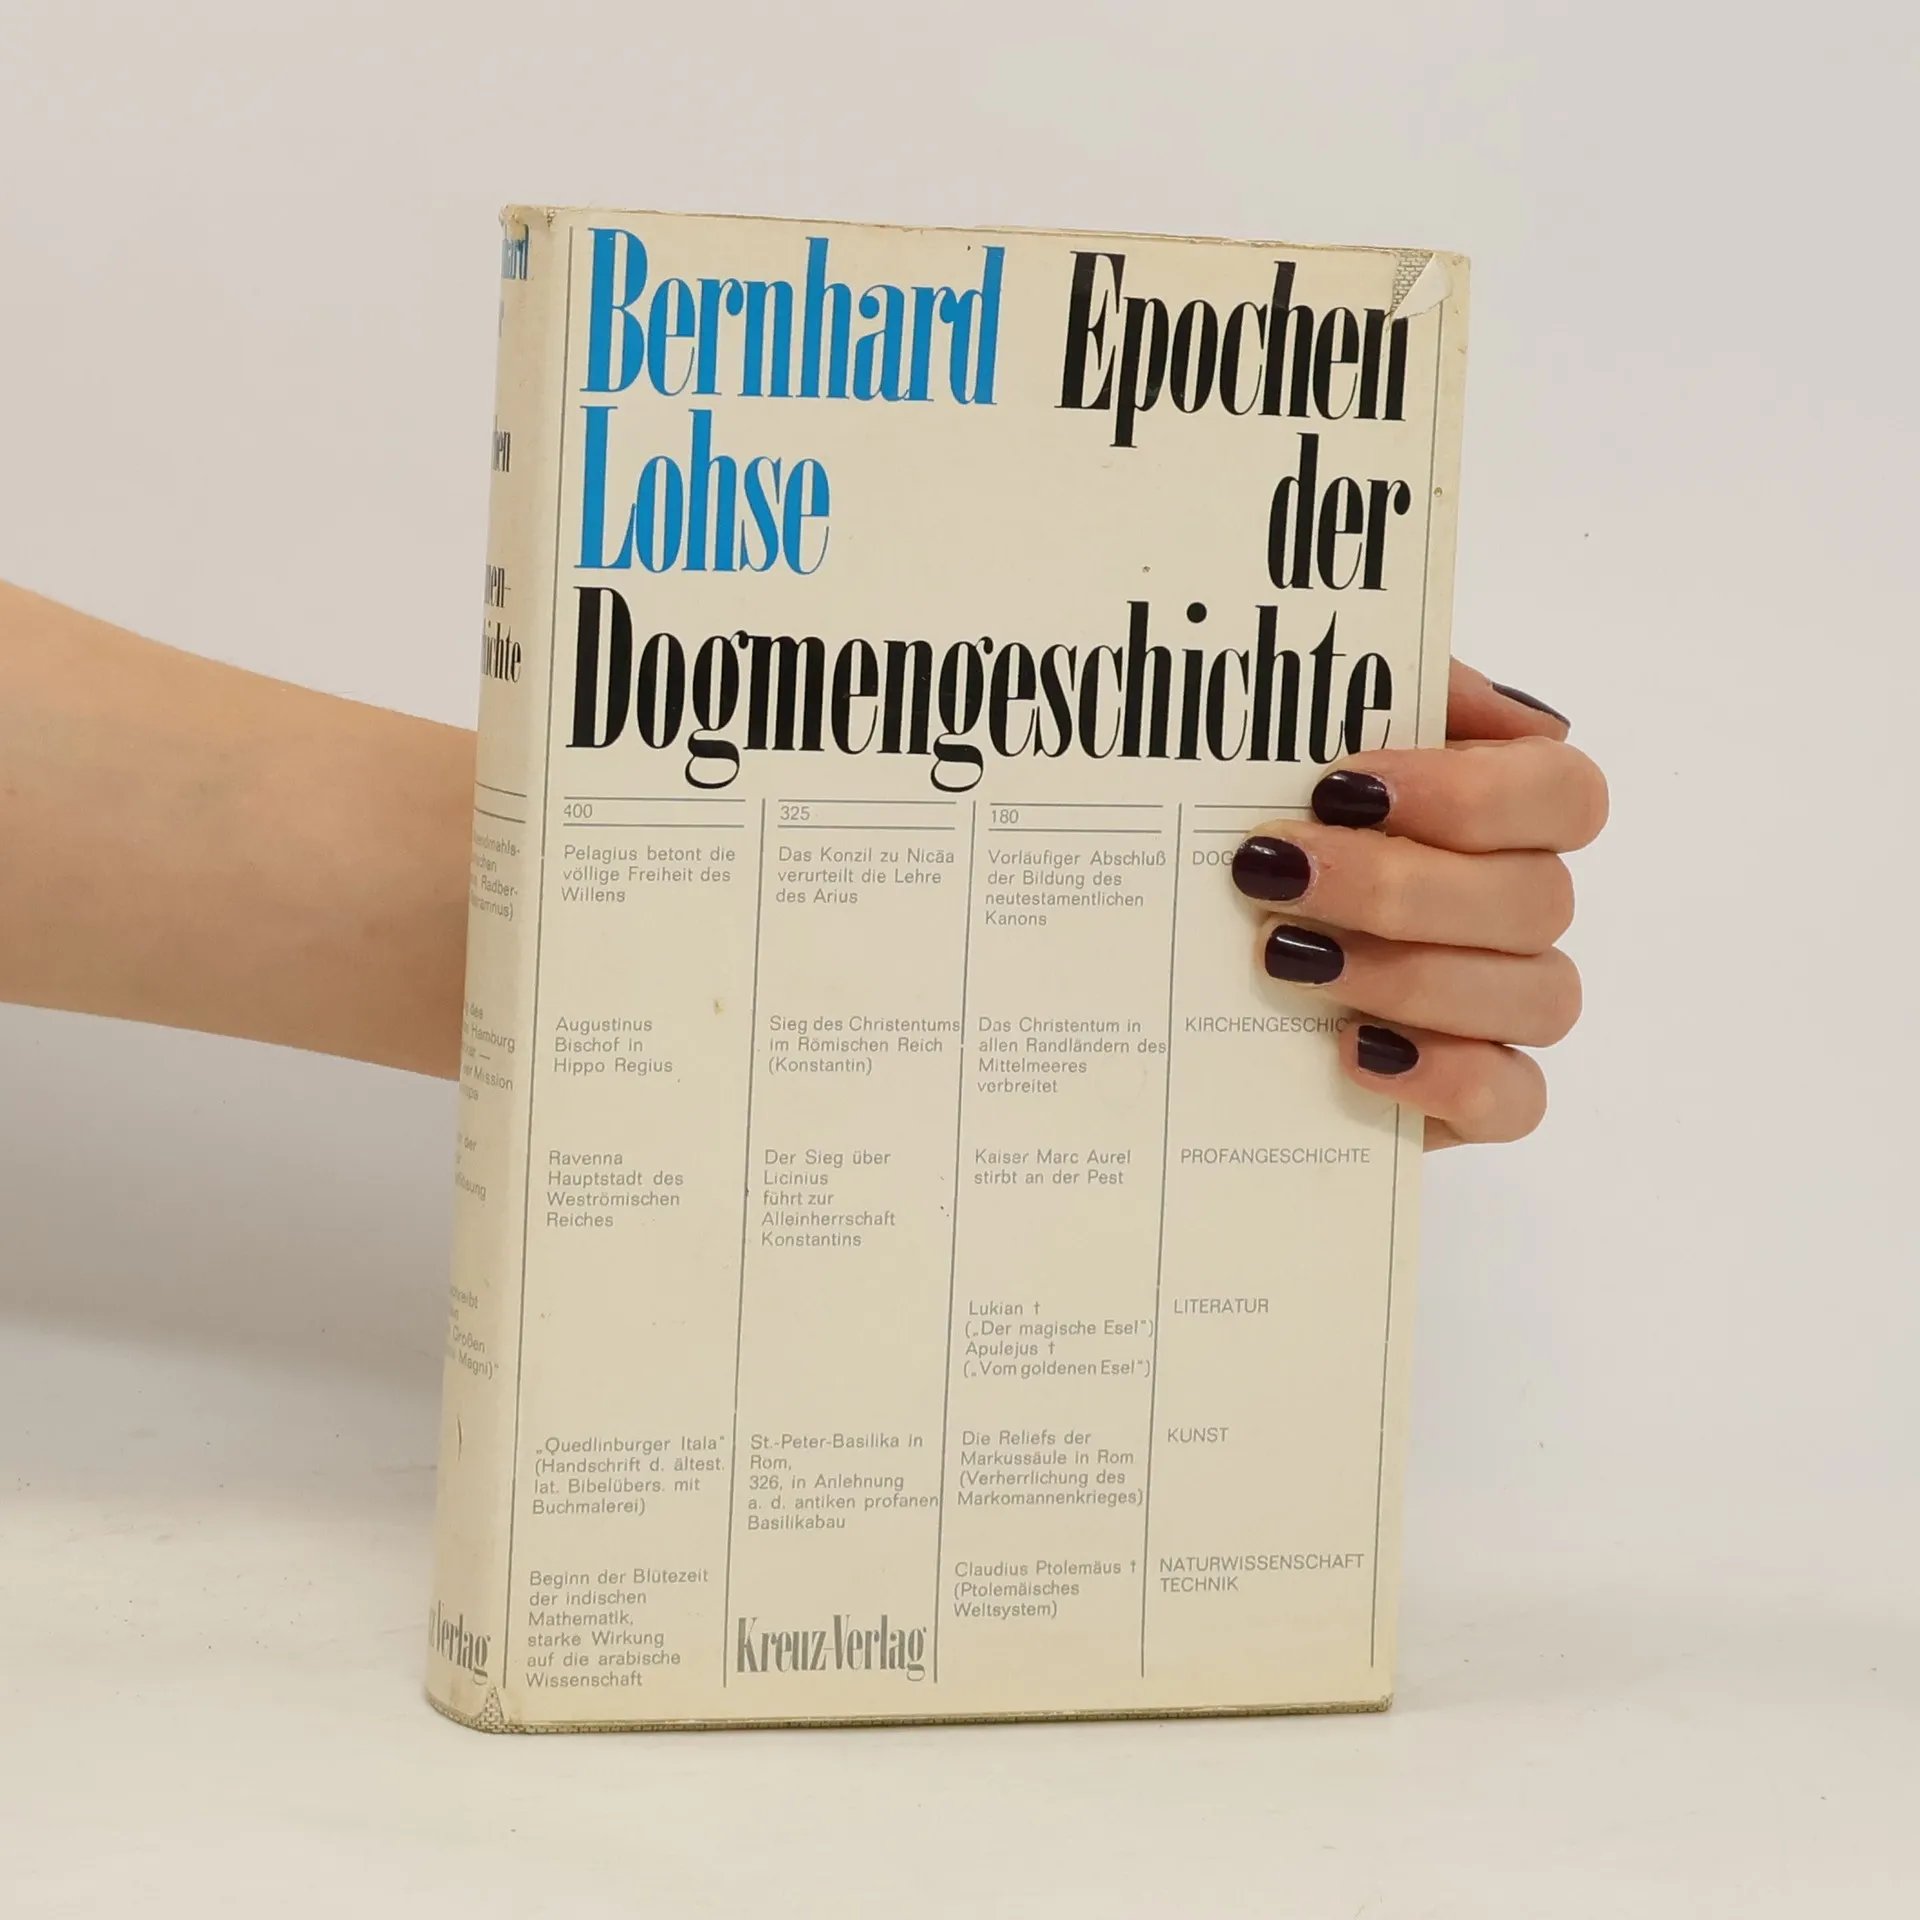 Bernhard Epochen
Lohse der
Dogmengeschichte
400
Pelagius betont die
völlige Freiheit des
Willens
Augustinus
Bischof in
Hippo Regius
Ravenna
Hauptstadt des
Weströmischen
Reiches
„Quedlinburger Itala"
(Handschrift d. ältest.
lat. Bibelübers. mit
Buchmalerei)
Beginn der Blütezeit
der indischen
Mathematik,
starke Wirkung
auf die arabische
Wissenschaft
325
Das Konzil zu Nicäa
verurteilt die Lehre
des Arius
Sieg des Christentums
im Römischen Reich
(Konstantin)
Der Sieg über
Licinius
führt zur
Alleinherrschaft
Konstantins
St.-Peter-Basilika in
Rom,
326, in Anlehnung
a. d. antiken profanen
Basilikabau
Kreuz-Verlag
180
Vorläufiger Abschluß
der Bildung des
neutestamentlichen
Kanons
Das Christentum in
allen Randländern des
Mittelmeeres
verbreitet
Kaiser Marc Aurel
stirbt an der Pest
Lukian †
(„Der magische Esel")
Apulejus †
(„Vom goldenen Esel")
Die Reliefs der
Markussäule in Rom
(Verherrlichung des
Markomannenkrieges)
Claudius Ptolemäus †
(Ptolemäisches
Weltsystem)
DOG
KIRCHENGESCHIC
PROFANGESCHICHTE
LITERATUR
KUNST
NATURWISSENSCHAFT
TECHNIK
Verlag